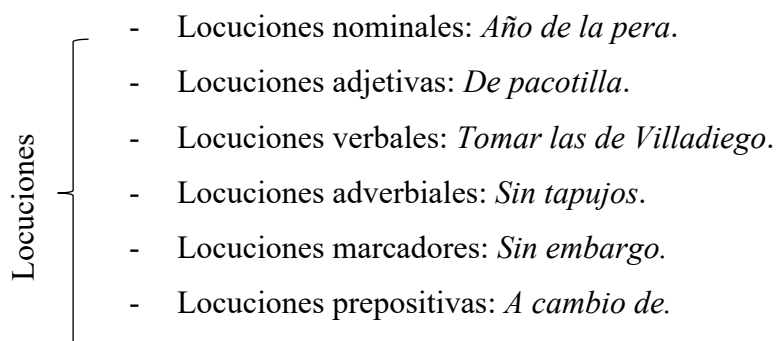 - Locuciones nominales: Año de la pera.
- Locuciones adjetivas: De pacotilla.
- Locuciones verbales: Tomar las de Villadiego.
- Locuciones adverbiales: Sin tapujos.
- Locuciones marcadores: Sin embargo.
- Locuciones prepositivas: A cambio de.
Locuciones